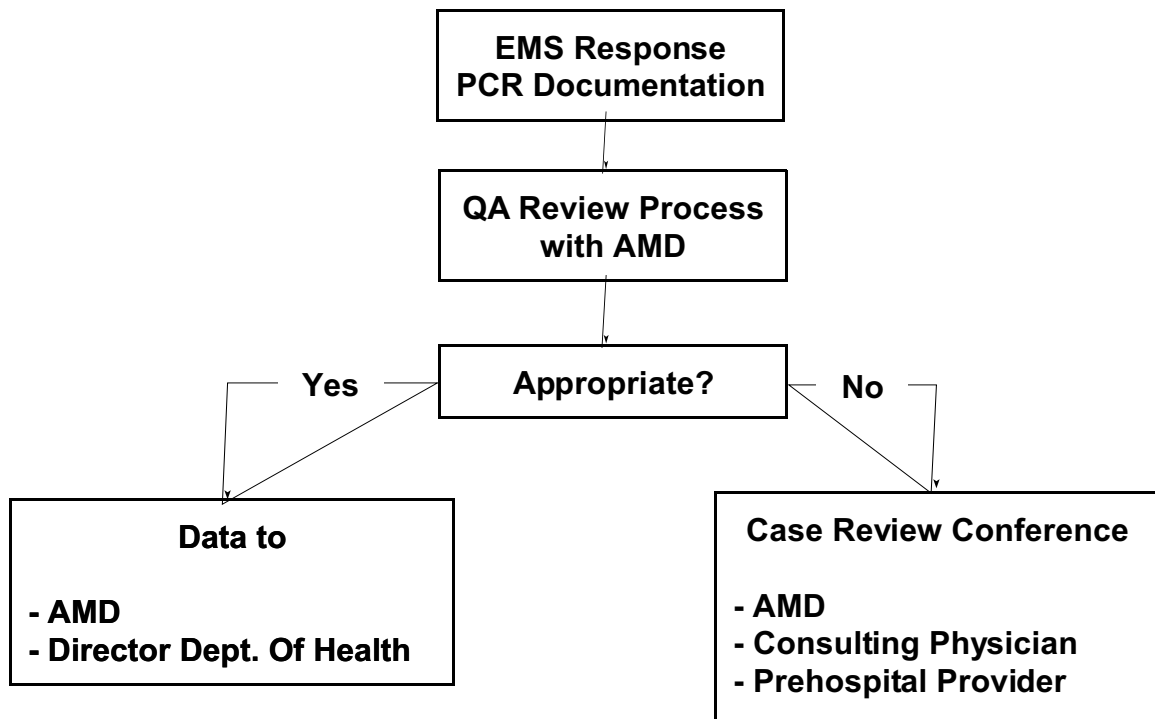 EMS Response
PCR Documentation
QA Review Process
with AMD
Appropriate?
Yes
No
Data to
- AMD
- Director Dept. Of Health
Case Review Conference
- AMD
- Consulting Physician
- Prehospital Provider